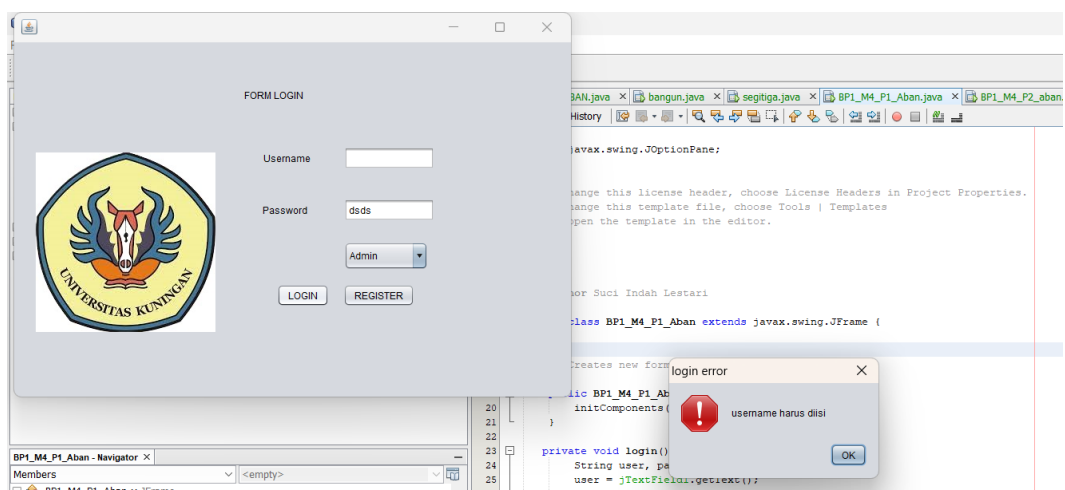 FORM LOGIN
Username
Password
dsds
Admin
LOGIN
REGISTER
UNIVERSITAS KUNINGAN
BAN.java
bangun.java
segitiga.java
BP1_M4_P1_Aban.java
BP1_M4_P2_aban.
History
javax.swing.JOptionPane;
ange this license header, choose License Headers in Project Properties.
ange this template file, choose Tools | Templates
open the template in the editor.
or Suci Indah Lestari
class BP1_M4_P1_Aban extends javax.swing.JFrame {
Creates new form
lic BP1_M4_P1_Ab
20 initComponents(
21 }
22
23 private void login()
24 String user, pa
25 user = jTextField1.getText();
login error
username harus diisi
OK
BP1_M4_P1_Aban - Navigator
Members
<empty>